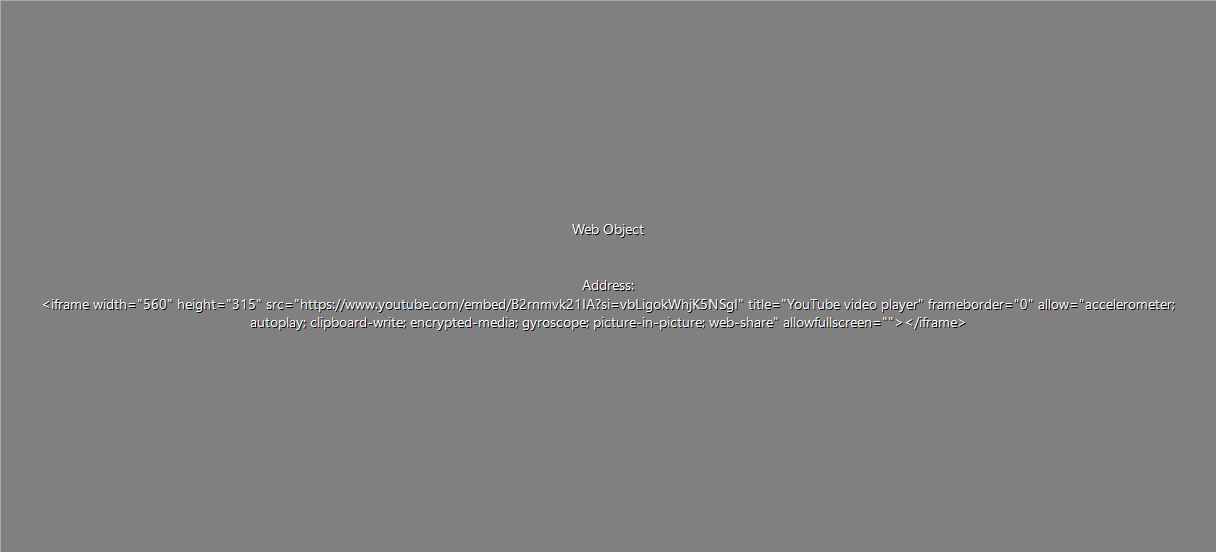 Web Object
Address:
<iframe width="560" height="315" src="https://www.youtube.com/embed/B2rnmvk21lA?si=vbLigokWhjK5NSgl" title="YouTube video player" frameborder="0" allow="accelerometer;
autoplay; clipboard-write; encrypted-media; gyroscope; picture-in-picture; web-share" allowfullscreen=""></iframe>